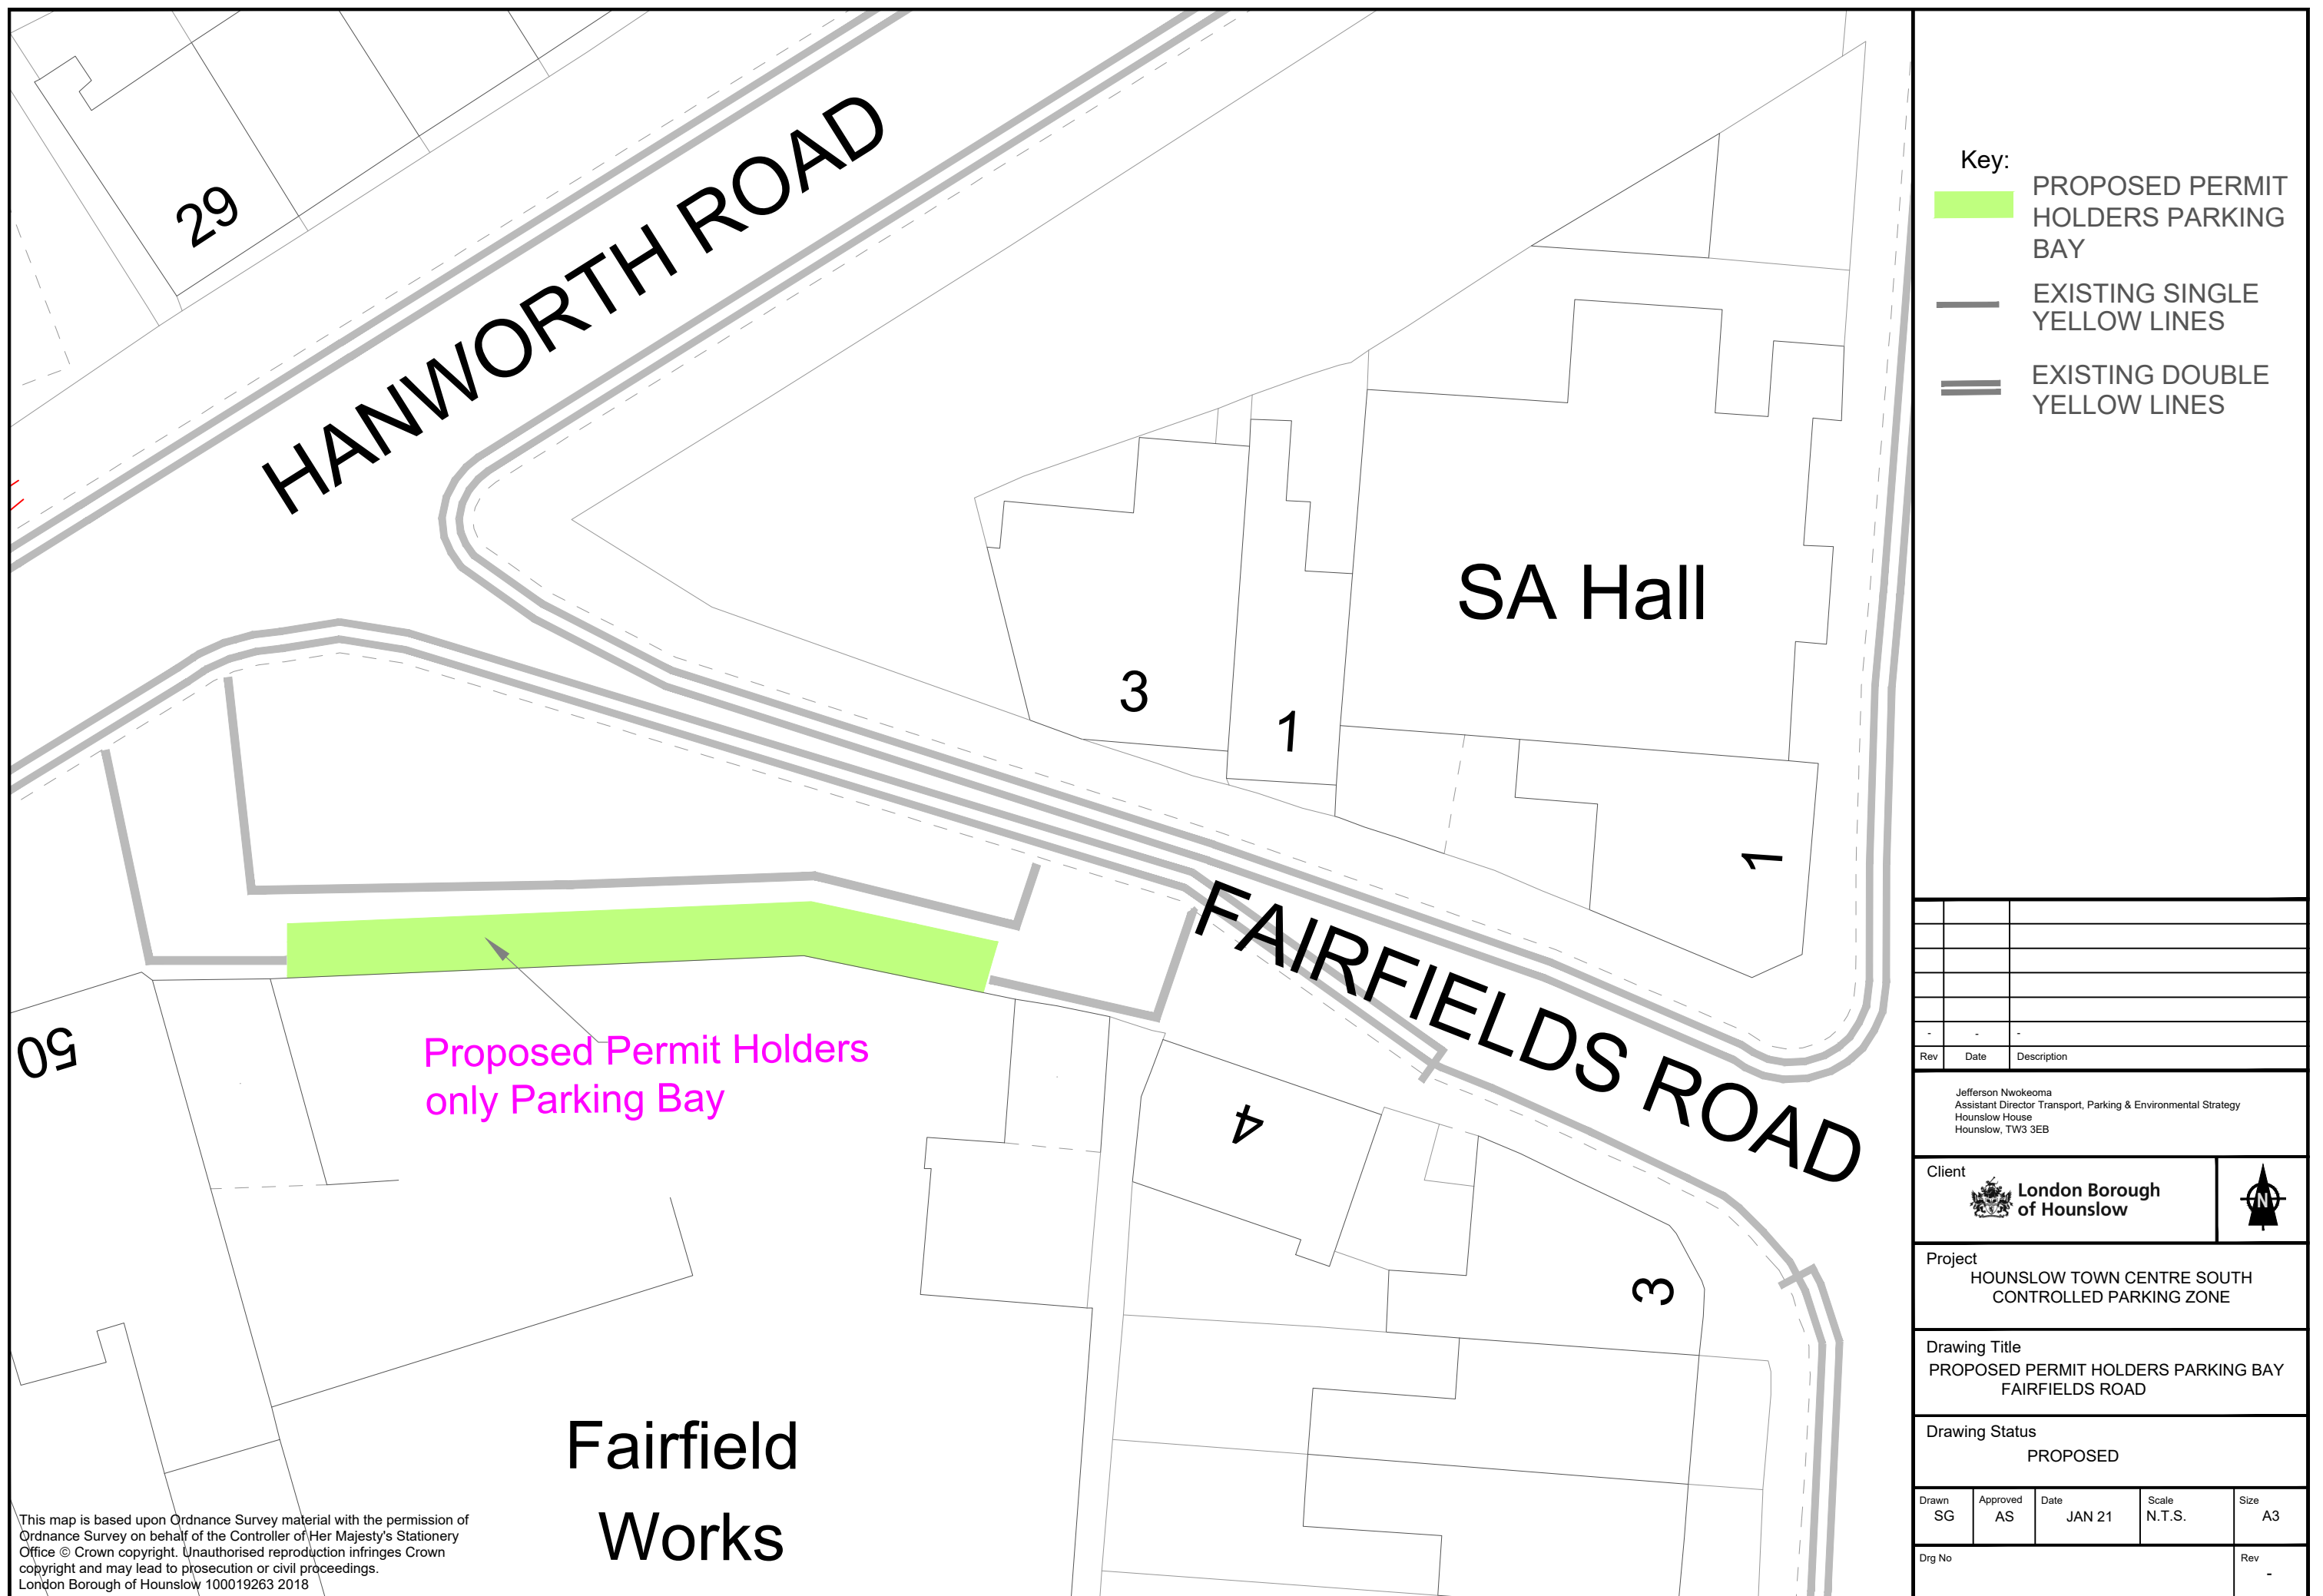 29
HANWORTH ROAD
SA Hall
3
1
1
FAIRFIELDS ROAD
50
Proposed Permit Holders
only Parking Bay
4
3
Fairfield
Works
This map is based upon Ordnance Survey material with the permission of
Ordnance Survey on behalf of the Controller of Her Majesty's Stationery
Office © Crown copyright. Unauthorised reproduction infringes Crown
copyright and may lead to prosecution or civil proceedings.
London Borough of Hounslow 100019263 2018
Key:
PROPOSED PERMIT
HOLDERS PARKING
BAY
EXISTING SINGLE
YELLOW LINES
EXISTING DOUBLE
YELLOW LINES
- - -
Rev Date Description
Jefferson Nwokeoma
Assistant Director Transport, Parking & Environmental Strategy
Hounslow House
Hounslow, TW3 3EB
Client
London Borough
of Hounslow
N
Project
HOUNSLOW TOWN CENTRE SOUTH
CONTROLLED PARKING ZONE
Drawing Title
PROPOSED PERMIT HOLDERS PARKING BAY
FAIRFIELDS ROAD
Drawing Status
PROPOSED
Drawn Approved Date Scale Size
SG AS JAN 21 N.T.S. A3
Drg No Rev
-